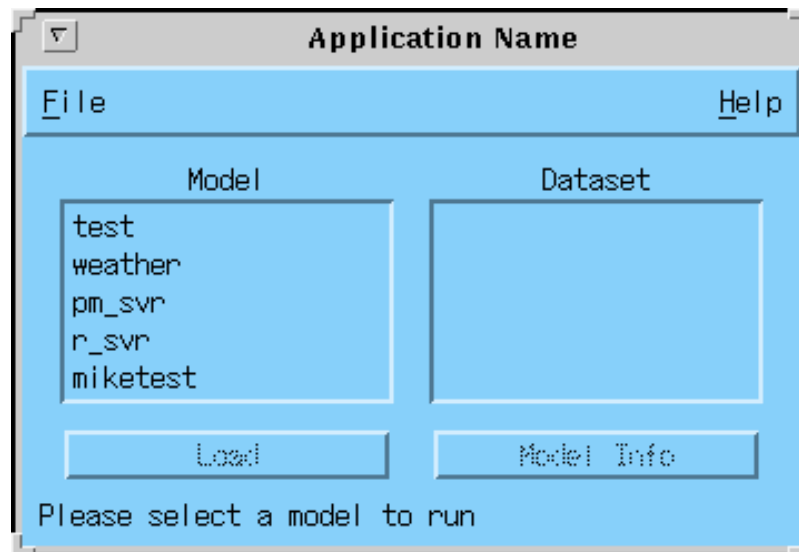 Application Name
File Help
Model Dataset
test
weather
pm_svr
r_svr
miketest
Load Model Info
Please select a model to run